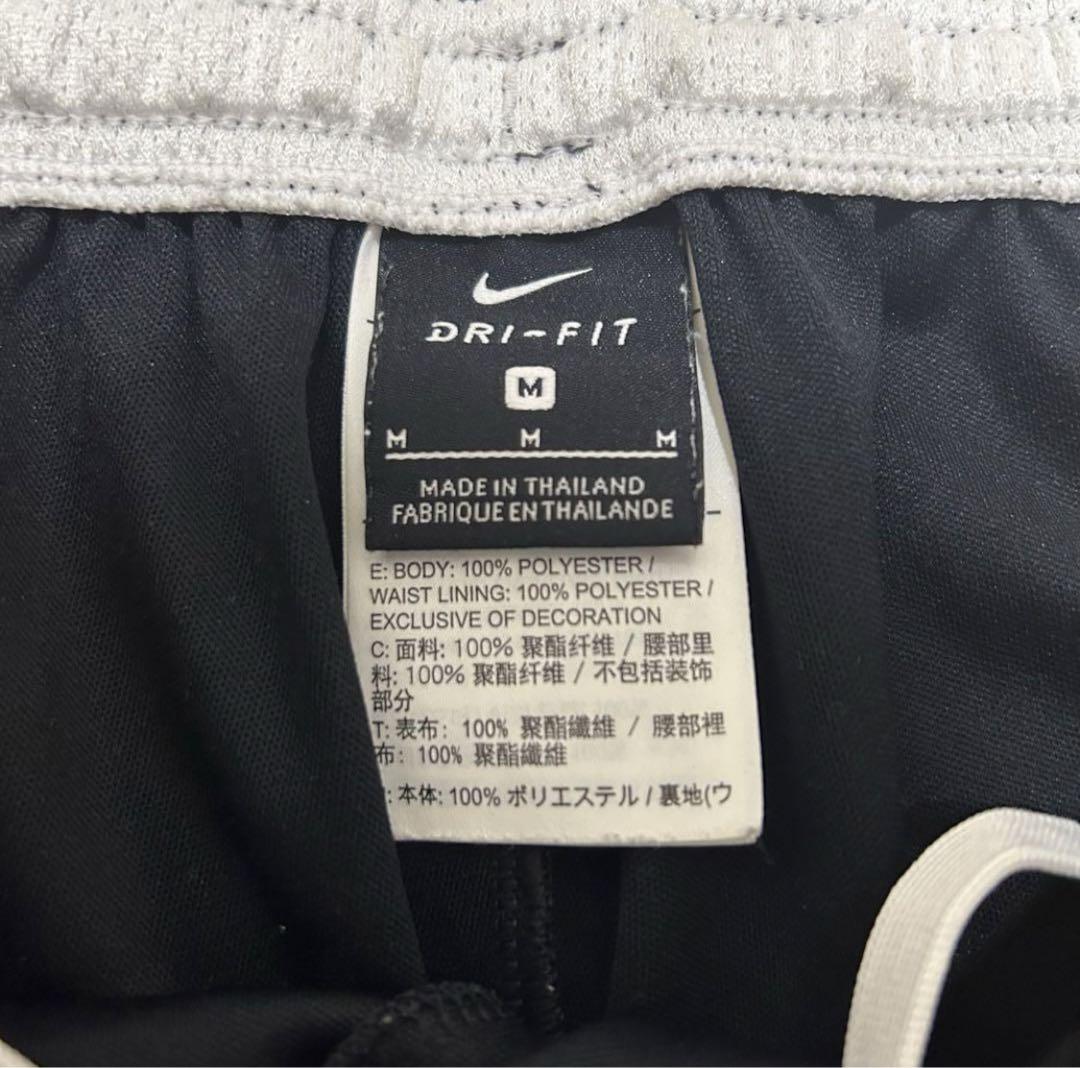 DRI-FIT
M
M M M
MADE IN THAILAND
FABRIQUE EN THAILANDE
E: BODY: 100% POLYESTER /
WAIST LINING: 100% POLYESTER /
EXCLUSIVE OF DECORATION
C: 面料: 100% 聚酯纤维 / 腰部里
料: 100% 聚酯纤维 / 不包括装饰
部分
T: 表布: 100% 聚酯纖維 / 腰部裡
布: 100% 聚酯纖維
: 本体: 100% ポリエステル / 裏地(ウ